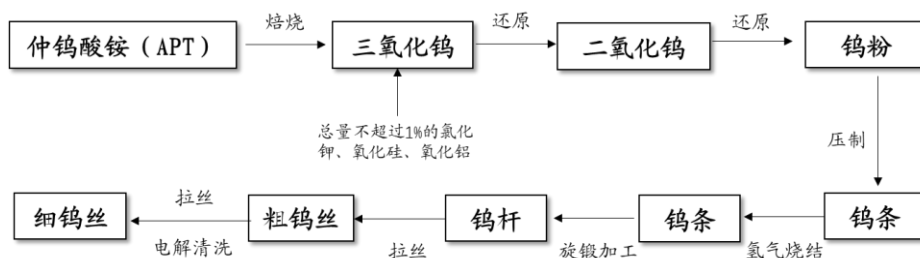 仲钨酸铵（APT）
焙烧
三氧化钨
还原
二氧化钨
还原
钨粉
总量不超过1%的氯化
钾、氧化硅、氧化铝
压制
钨条
氢气烧结
钨条
旋锻加工
钨杆
拉丝
粗钨丝
拉丝
电解清洗
细钨丝